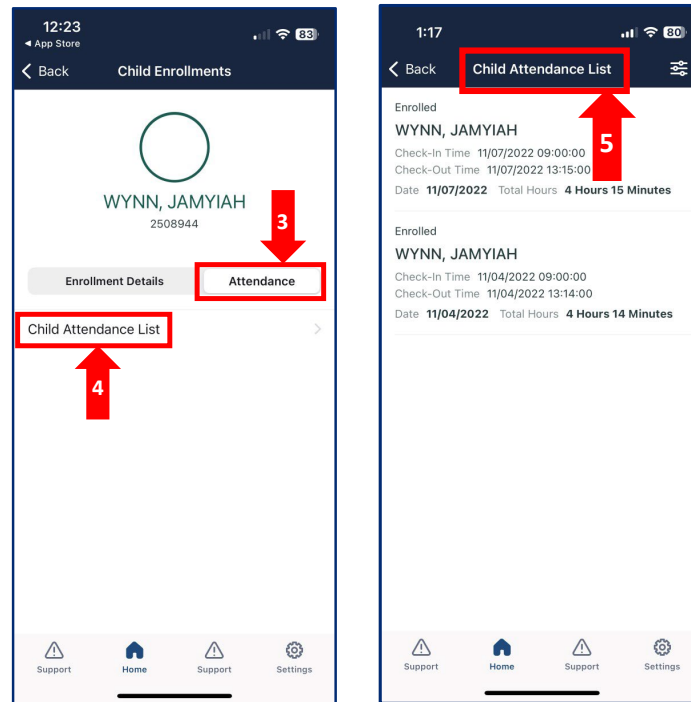 12:23
83
◄ App Store
Back
Child Enrollments
WYNN, JAMYIAH
2508944
3
Enrollment Details
Attendance
Child Attendance List
4
Support
Home
Support
Settings
1:17
80
Back
Child Attendance List
5
Enrolled
WYNN, JAMYIAH
Check-In Time 11/07/2022 09:00:00
Check-Out Time 11/07/2022 13:15:00
Date 11/07/2022 Total Hours 4 Hours 15 Minutes
Enrolled
WYNN, JAMYIAH
Check-In Time 11/04/2022 09:00:00
Check-Out Time 11/04/2022 13:14:00
Date 11/04/2022 Total Hours 4 Hours 14 Minutes
Support
Home
Support
Settings